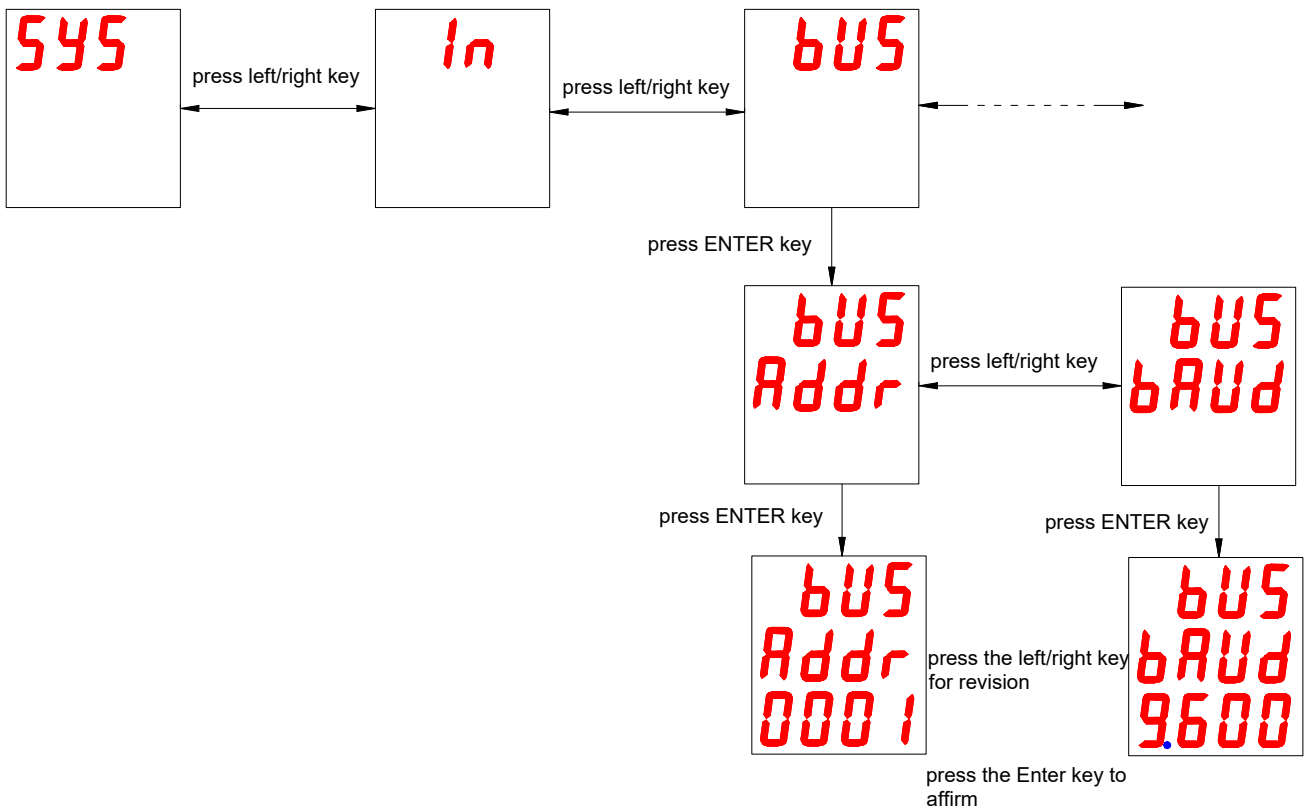 SYS
press left/right key
In
press left/right key
bUS
press ENTER key
bUS
Addr
press left/right key
bUS
bAUd
press ENTER key
press ENTER key
bUS
Addr
0001
press the left/right key
for revision
bUS
bAUd
9.600
press the Enter key to
affirm